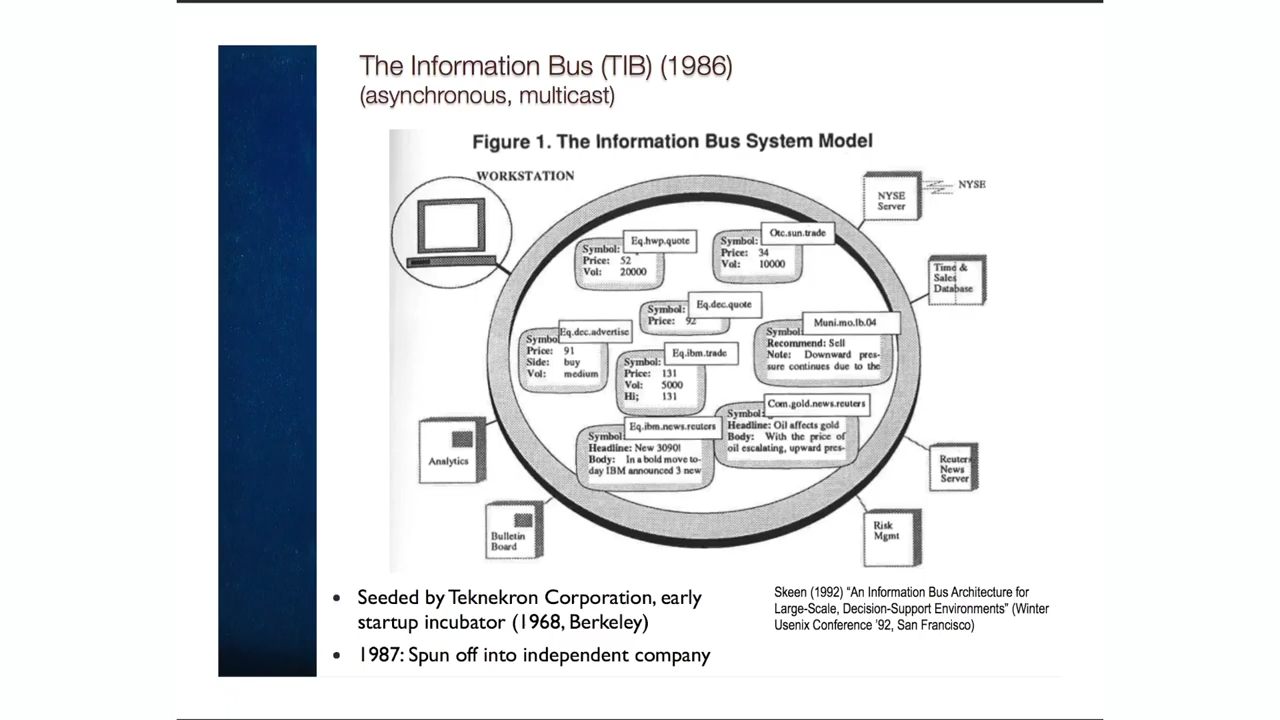 The Information Bus (TIB) (1986)
(asynchronous, multicast)
Figure 1. The Information Bus System Model
WORKSTATION
NYSE
Server
NYSE
Time &
Sales
Database
Eq.hwp.quote
Symbol:
Price: 52
Vol: 20000
Otc.sun.trade
Symbol:
Price: 34
Vol: 10000
Eq.dec.quote
Symbol:
Price: 92
Muni.mo.lb.04
Symbol:
Recommend: Sell
Note: Downward pres-
sure continues due to the
Eq.dec.advertise
Symbol
Price: 91
Side: buy
Vol: medium
Eq.ibm.trade
Symbol:
Price: 131
Vol: 5000
Hi; 131
Com.gold.news.reuters
Symbol:
Headline: Oil affects gold
Body: With the price of
oil escalating, upward pres-
Eq.ibm.news.reuters
Symbol
Headline: New 3090!
Body: In a bold move to-
day IBM announced 3 new
Analytics
Bulletin
Board
Reuters
News
Server
Risk
Mgmt
• Seeded by Teknekron Corporation, early
startup incubator (1968, Berkeley)
• 1987: Spun off into independent company
Skeen (1992) “An Information Bus Architecture for
Large-Scale, Decision-Support Environments” (Winter
Usenix Conference ’92, San Francisco)